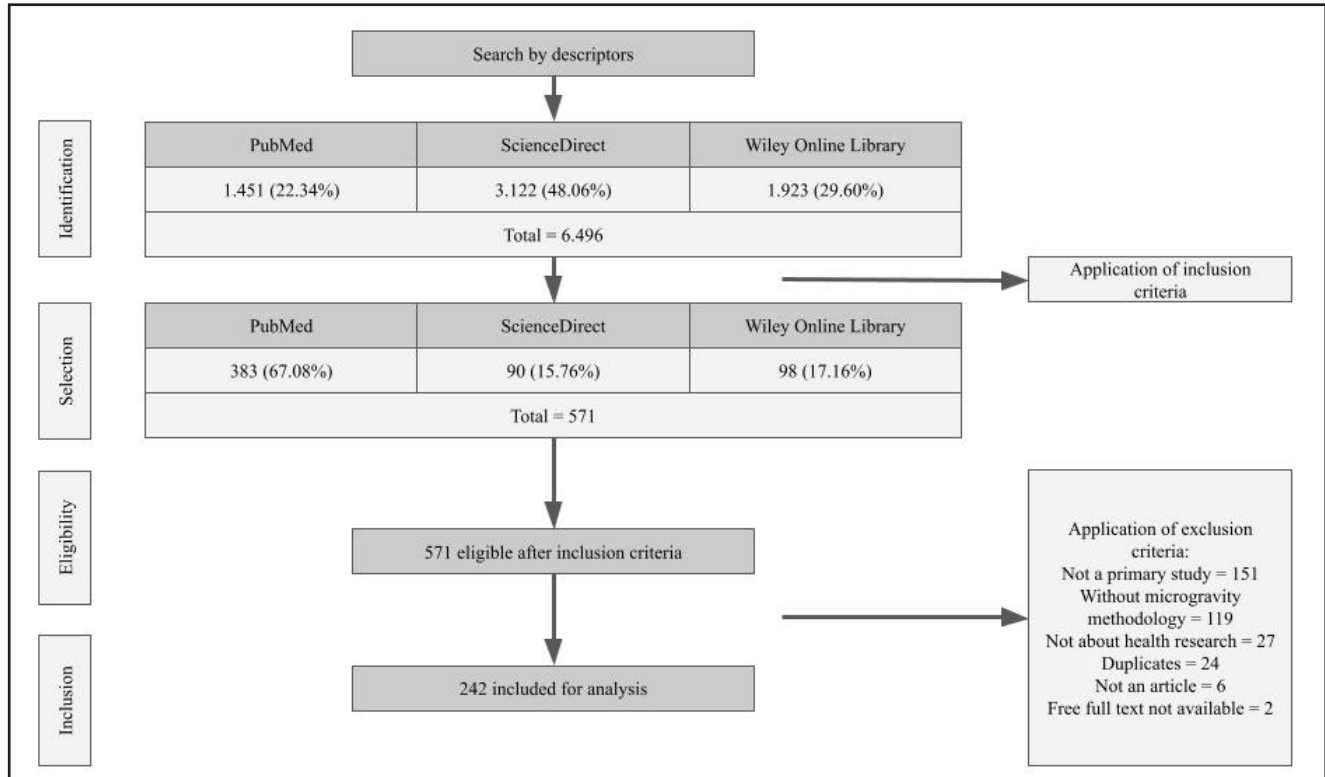 Search by descriptors
Identification
PubMed
ScienceDirect
Wiley Online Library
1.451 (22.34%)
3.122 (48.06%)
1.923 (29.60%)
Total = 6.496
Application of inclusion
criteria
Selection
PubMed
ScienceDirect
Wiley Online Library
383 (67.08%)
90 (15.76%)
98 (17.16%)
Total = 571
Eligibility
571 eligible after inclusion criteria
Application of exclusion
criteria:
Not a primary study = 151
Without microgravity
methodology = 119
Not about health research = 27
Duplicates = 24
Not an article = 6
Free full text not available = 2
Inclusion
242 included for analysis